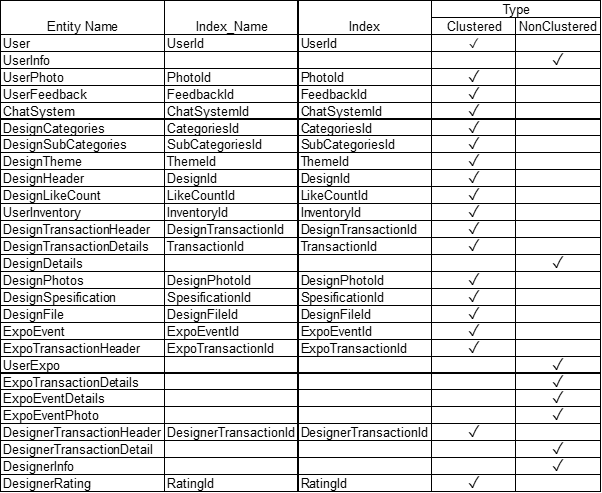 Type
Entity Name Index_Name Index Clustered NonClustered
User UserId UserId ✓
UserInfo ✓
UserPhoto PhotoId PhotoId ✓
UserFeedback FeedbackId FeedbackId ✓
ChatSystem ChatSystemId ChatSystemId ✓
DesignCategories CategoriesId CategoriesId ✓
DesignSubCategories SubCategoriesId SubCategoriesId ✓
DesignTheme ThemeId ThemeId ✓
DesignHeader DesignId DesignId ✓
DesignLikeCount LikeCountId LikeCountId ✓
UserInventory InventoryId InventoryId ✓
DesignTransactionHeader DesignTransactionId DesignTransactionId ✓
DesignTransactionDetails TransactionId TransactionId ✓
DesignDetails ✓
DesignPhotos DesignPhotoId DesignPhotoId ✓
DesignSpesification SpesificationId SpesificationId ✓
DesignFile DesignFileId DesignFileId ✓
ExpoEvent ExpoEventId ExpoEventId ✓
ExpoTransactionHeader ExpoTransactionId ExpoTransactionId ✓
UserExpo ✓
ExpoTransactionDetails ✓
ExpoEventDetails ✓
ExpoEventPhoto ✓
DesignerTransactionHeader DesignerTransactionId DesignerTransactionId ✓
DesignerTransactionDetail ✓
DesignerInfo ✓
DesignerRating RatingId RatingId ✓